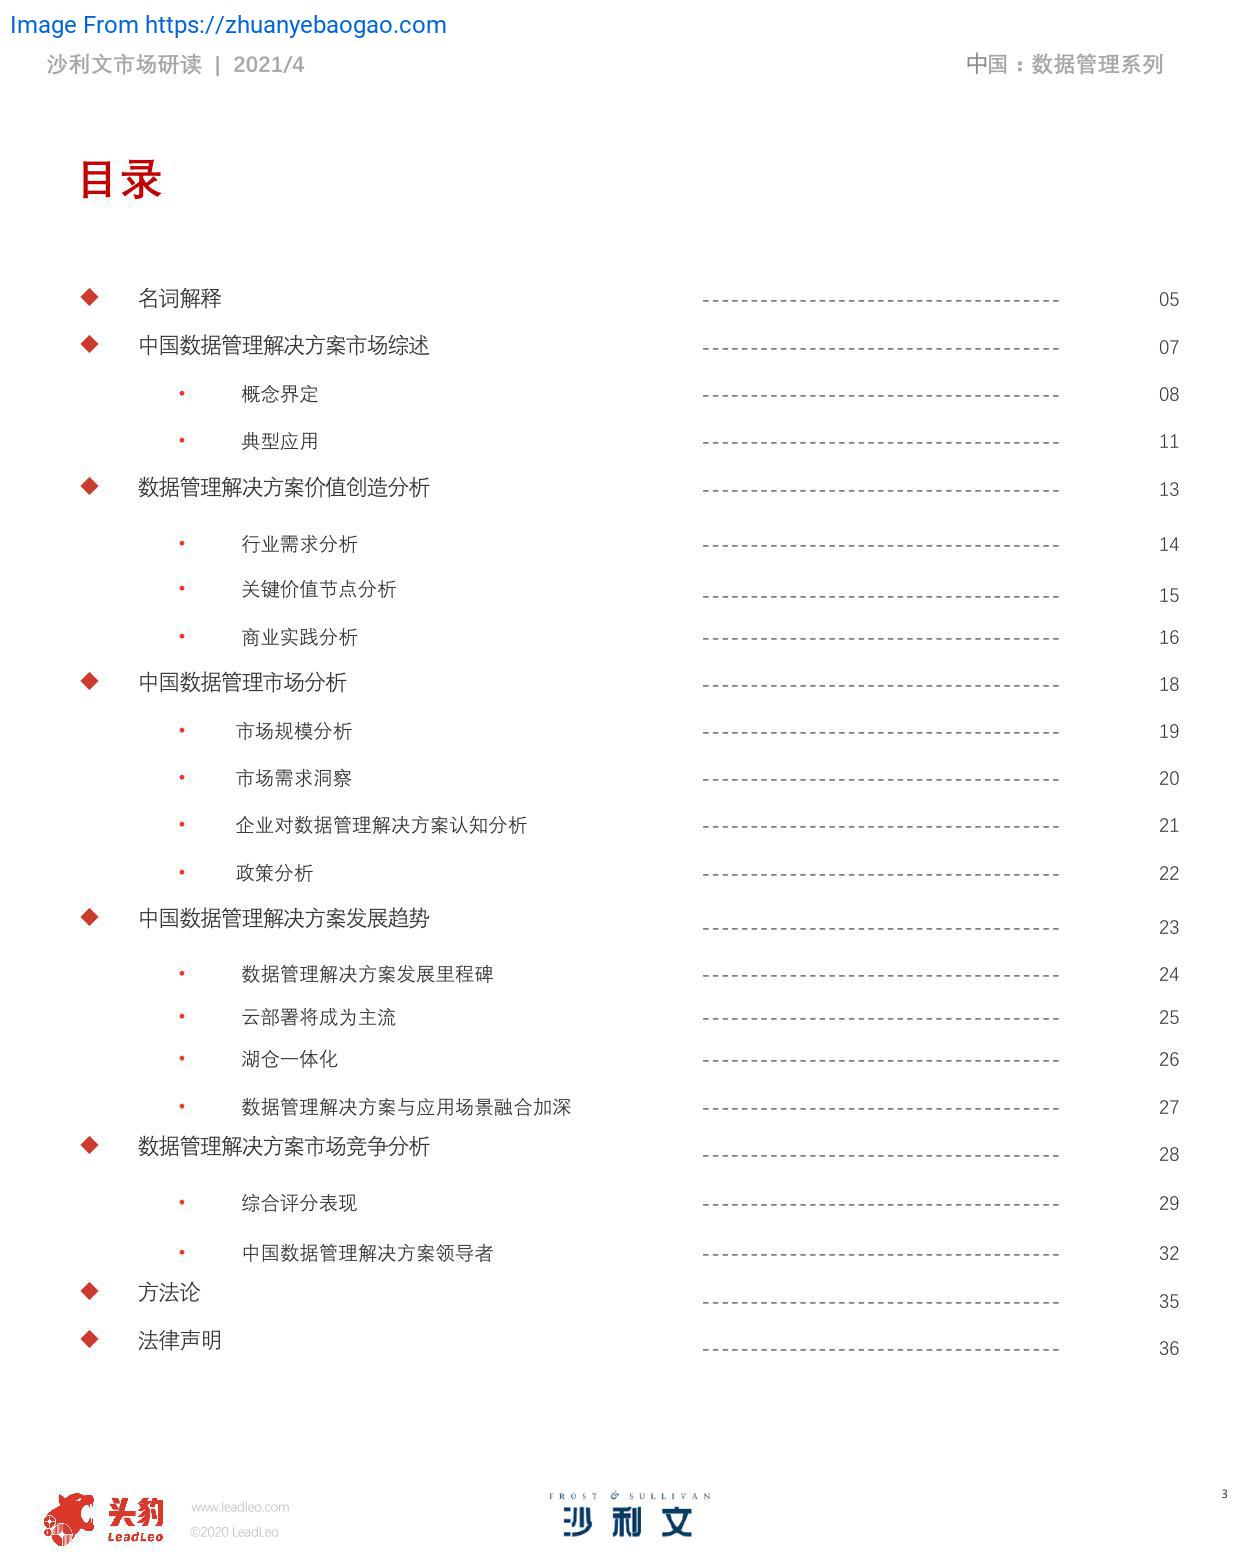 Image From https://zhuanyebaogao.com
沙利文市场研读 | 2021/4 中国：数据管理系列
目录
◆ 名词解释 ---------------------------------- 05
◆ 中国数据管理解决方案市场综述 ---------------------------------- 07
• 概念界定 ---------------------------------- 08
• 典型应用 ---------------------------------- 11
◆ 数据管理解决方案价值创造分析 ---------------------------------- 13
• 行业需求分析 ---------------------------------- 14
• 关键价值节点分析 ---------------------------------- 15
• 商业实践分析 ---------------------------------- 16
◆ 中国数据管理市场分析 ---------------------------------- 18
• 市场规模分析 ---------------------------------- 19
• 市场需求洞察 ---------------------------------- 20
• 企业对数据管理解决方案认知分析 ---------------------------------- 21
• 政策分析 ---------------------------------- 22
◆ 中国数据管理解决方案发展趋势 ---------------------------------- 23
• 数据管理解决方案发展里程碑 ---------------------------------- 24
• 云部署将成为主流 ---------------------------------- 25
• 湖仓一体化 ---------------------------------- 26
• 数据管理解决方案与应用场景融合加深 ---------------------------------- 27
◆ 数据管理解决方案市场竞争分析 ---------------------------------- 28
• 综合评分表现 ---------------------------------- 29
• 中国数据管理解决方案领导者 ---------------------------------- 32
◆ 方法论 ---------------------------------- 35
◆ 法律声明 ---------------------------------- 36
3
头豹
LeadLeo
www.leadleo.com
©2020 LeadLeo
FROST & SULLIVAN
沙利文